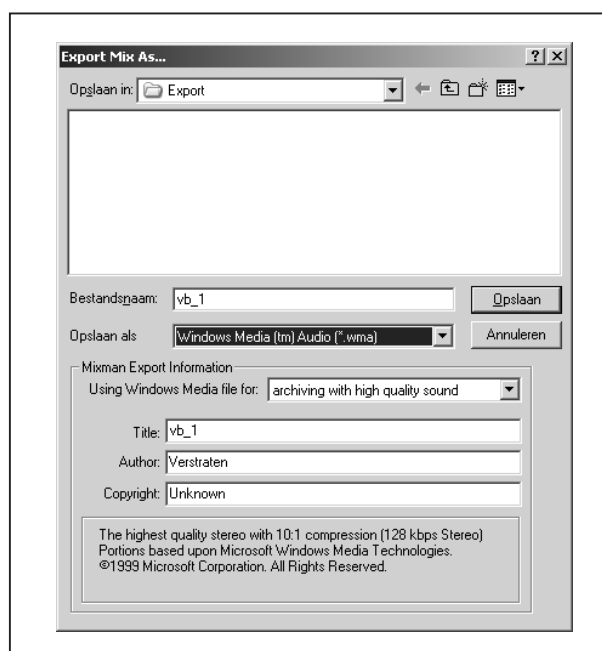 Export Mix As...
Opslaan in: Export
Bestandsnaam: vb_1
Opslaan
Opslaan als Windows Media (tm) Audio (*.wma)
Annuleren
Mixman Export Information
Using Windows Media file for: archiving with high quality sound
Title: vb_1
Author: Verstraten
Copyright: Unknown
The highest quality stereo with 10:1 compression (128 kbps Stereo)
Portions based upon Microsoft Windows Media Technologies.
©1999 Microsoft Corporation. All Rights Reserved.